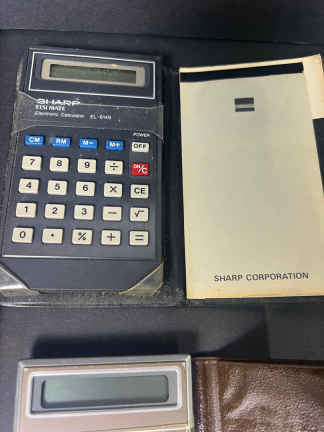 SHARP
ELSI MATE
Electronic Calculator EL-8149
POWER
CM RM M− M+ OFF
7 8 9 ÷ ON/C
4 5 6 × CE
1 2 3 − √
0 • % + =
SHARP CORPORATION